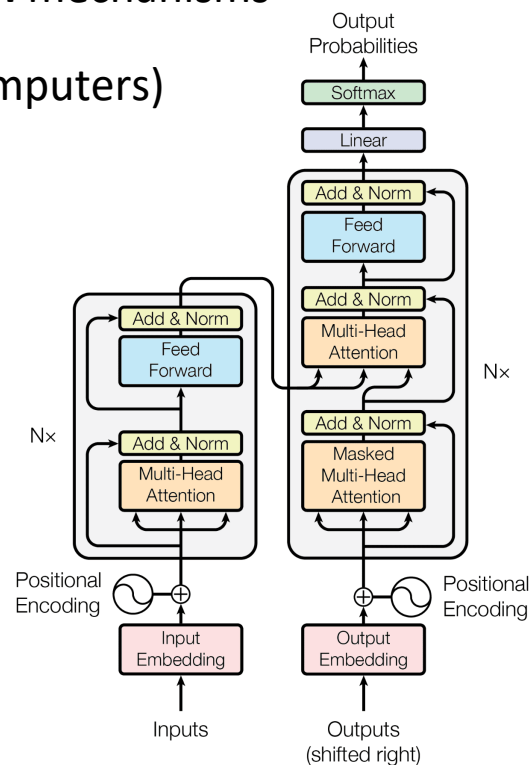 mechanisms
mputers)
Output
Probabilities
Softmax
Linear
Add & Norm
Feed
Forward
Add & Norm
Multi-Head
Attention
Nx
Add & Norm
Masked
Multi-Head
Attention
Add & Norm
Feed
Forward
Nx
Add & Norm
Multi-Head
Attention
Positional
Encoding
Positional
Encoding
Input
Embedding
Output
Embedding
Inputs
Outputs
(shifted right)